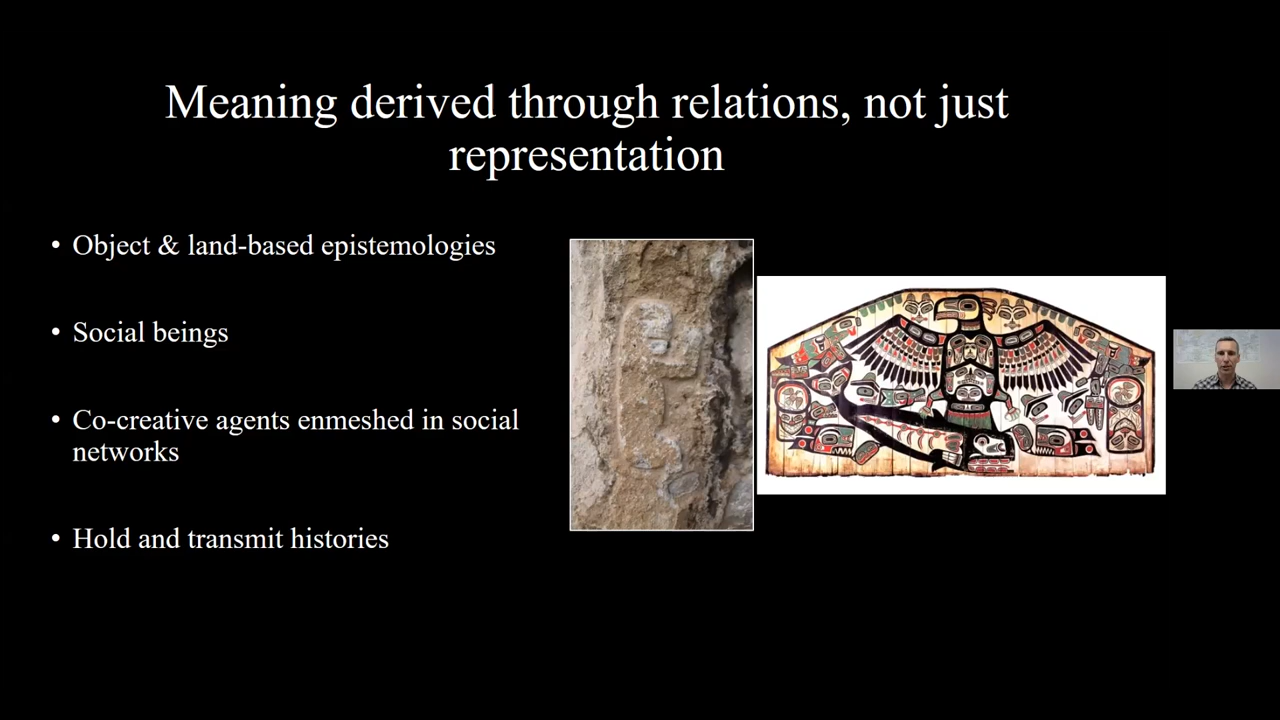 Meaning derived through relations, not just
representation
• Object & land-based epistemologies
• Social beings
• Co-creative agents enmeshed in social
networks
• Hold and transmit histories